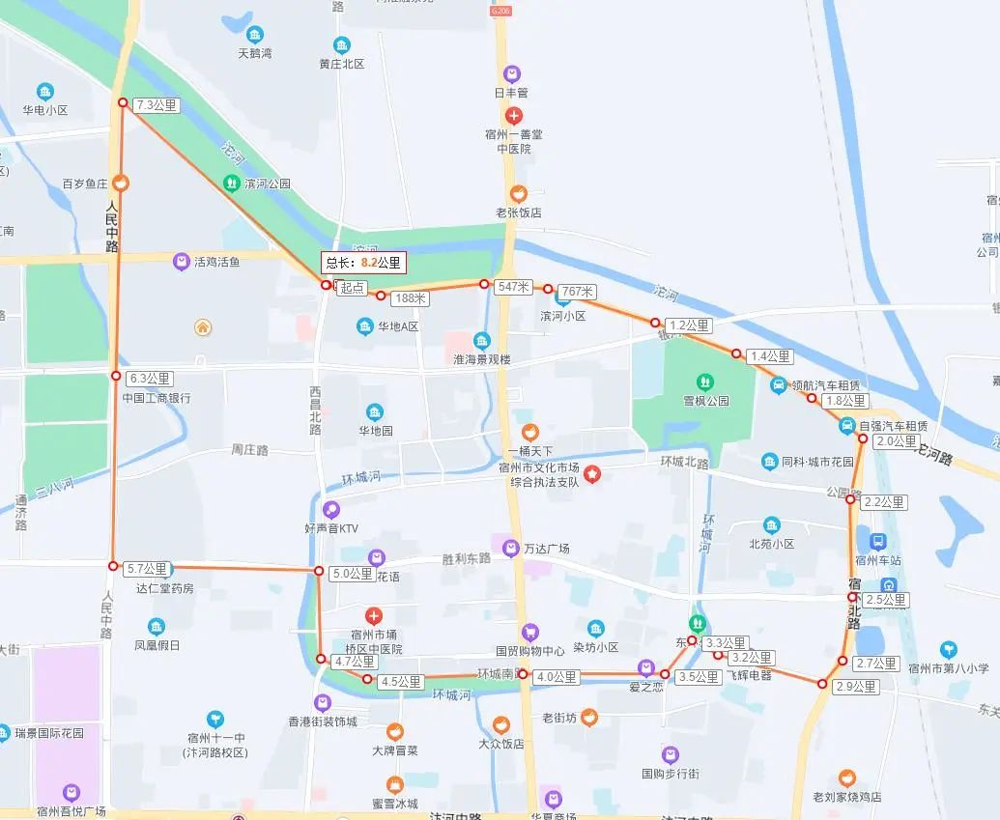 G206
天鹅湾
黄庄北区
华电小区
日丰管
宿州一善堂
中医院
7.3公里
沱河
滨河公园
百岁鱼庄
人民中路
老张饭店
活鸡活鱼
沱河
总长：8.2公里
起点
188米
547米
767米
沱河
滨河小区
1.2公里
华地A区
淮海景观楼
1.4公里
6.3公里
中国工商银行
西昌北路
雪枫公园
领航汽车租赁
1.8公里
华地园
自强汽车租赁
2.0公里
沱河路
周庄路
一桶天下
宿州市文化市场
综合执法支队
环城北路
同科·城市花园
环城河
三八河
通济路
公园路
2.2公里
好声音KTV
环城河
北苑小区
万达广场
宿州车站
胜利东路
5.7公里
达仁堂药房
5.0公里
花语
2.5公里
人民中路
凤凰假日
宿州市埇
桥区中医院
国贸购物中心
染坊小区
3.3公里
3.2公里
飞辉电器
2.7公里
宿州市第八小学
4.7公里
4.5公里
环城南路
4.0公里
爱之恋
3.5公里
2.9公里
环城河
香港街装饰城
老街坊
瑞景国际花园
宿州十一中
(汴河路校区)
大牌冒菜
大众饭店
国购步行街
蜜雪冰城
老刘家烧鸡店
宿州吾悦广场
华夏商场
汴河中路